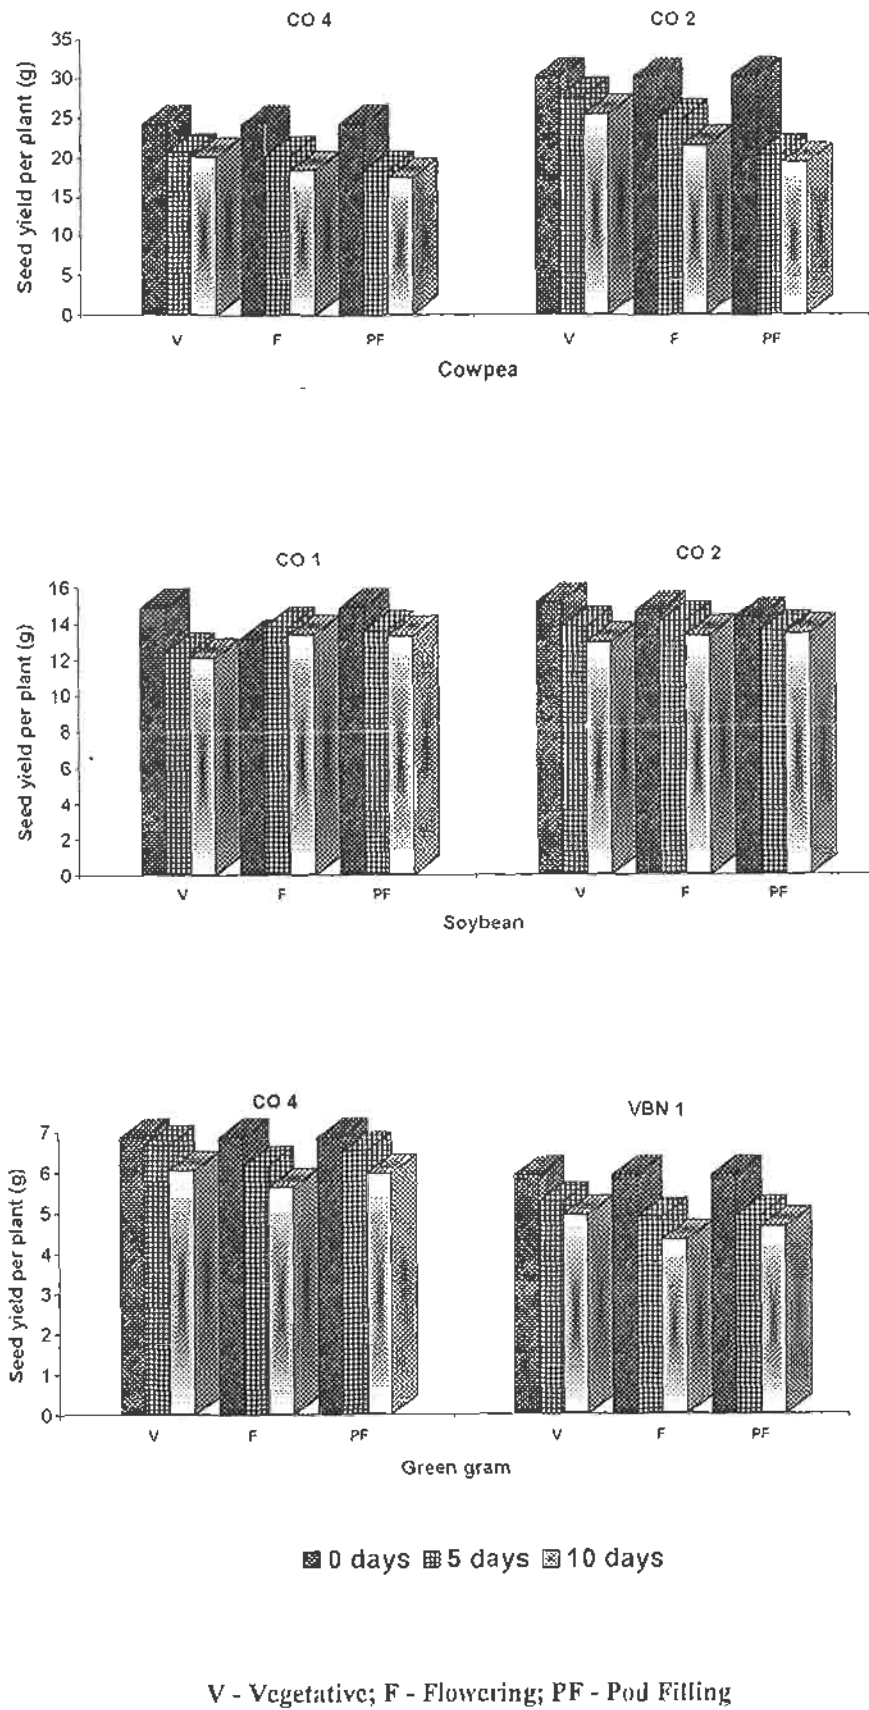 CO 4 CO 2
Seed yield per plant (g)
35
30
25
20
15
10
5
0
V F PF V F PF
Cowpea
CO 1 CO 2
Seed yield per plant (g)
16
14
12
10
8
6
4
2
0
V F PF V F PF
Soybean
CO 4 VBN 1
Seed yield per plant (g)
7
6
5
4
3
2
1
0
V F PF V F PF
Green gram
0 days 5 days 10 days
V - Vegetative; F - Flowering; PF - Pod Filling